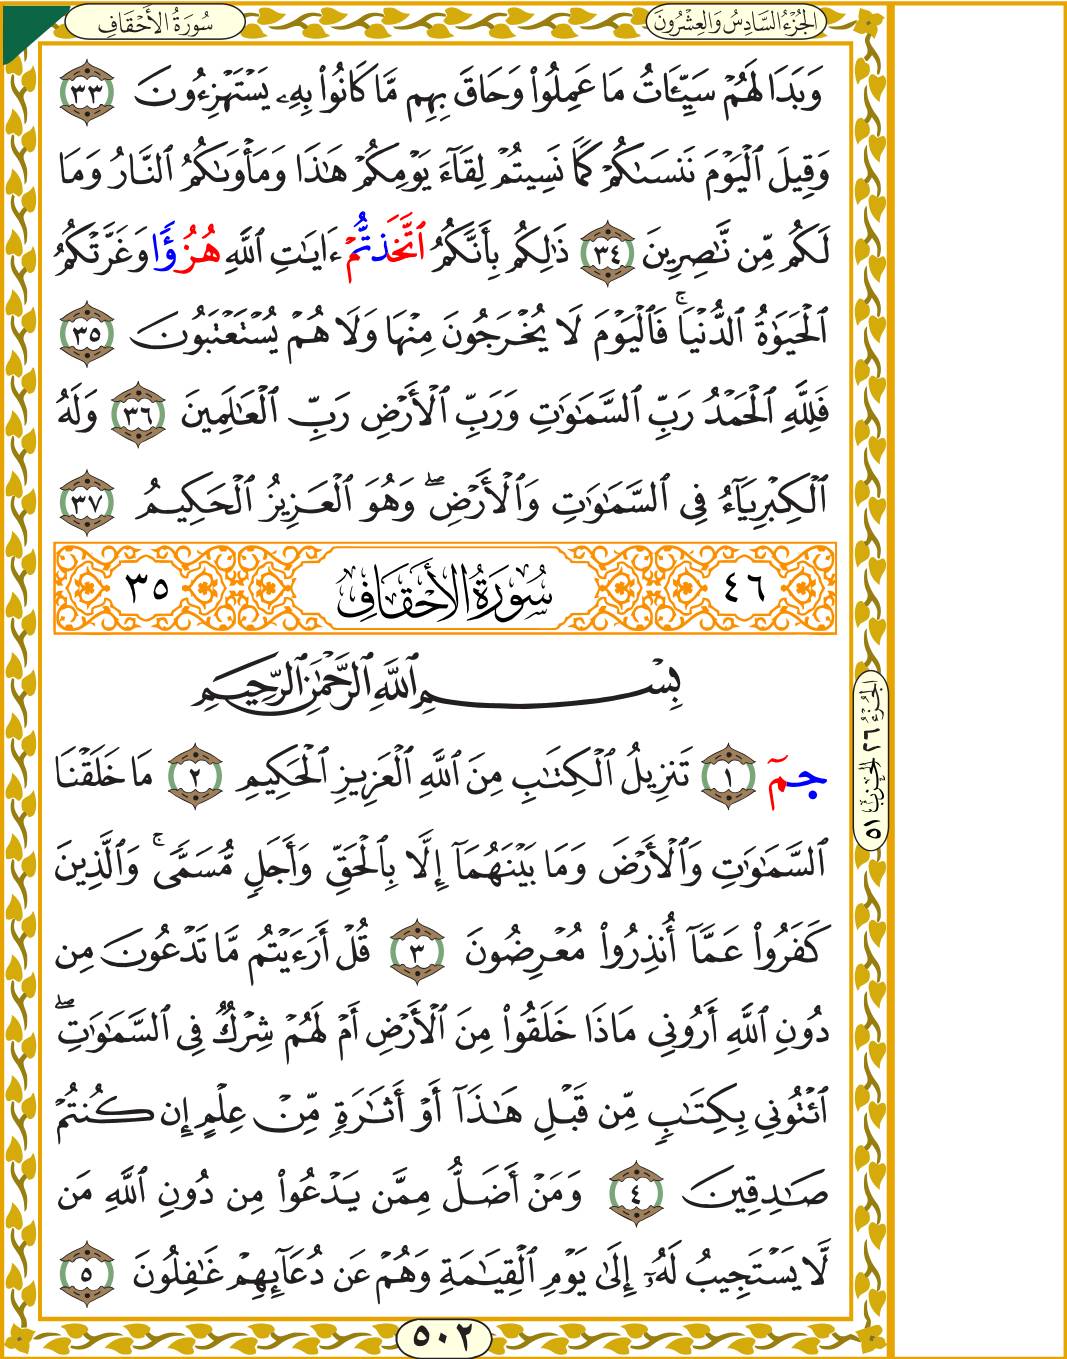 سُورَةُ الأَحْقَافِ
الجُزْءُ السَّادِسُ وَالعِشْرُونَ
وَبَدَا لَهُمْ سَيِّـَٔاتُ مَا عَمِلُوا۟ وَحَاقَ بِهِم مَّا كَانُوا۟ بِهِۦ يَسْتَهْزِءُونَ ٣٣
وَقِيلَ ٱلْيَوْمَ نَنسَىٰكُمْ كَمَا نَسِيتُمْ لِقَآءَ يَوْمِكُمْ هَٰذَا وَمَأْوَىٰكُمُ ٱلنَّارُ وَمَا
لَكُم مِّن نَّٰصِرِينَ ٣٤ ذَٰلِكُم بِأَنَّكُمُ ٱتَّخَذتُّمْ ءَايَٰتِ ٱللَّهِ هُزُؤًا وَغَرَّتْكُمُ
ٱلْحَيَوٰةُ ٱلدُّنْيَا ۚ فَٱلْيَوْمَ لَا يُخْرَجُونَ مِنْهَا وَلَا هُمْ يُسْتَعْتَبُونَ ٣٥
فَلِلَّهِ ٱلْحَمْدُ رَبِّ ٱلسَّمَٰوَٰتِ وَرَبِّ ٱلْأَرْضِ رَبِّ ٱلْعَٰلَمِينَ ٣٦ وَلَهُ
ٱلْكِبْرِيَآءُ فِى ٱلسَّمَٰوَٰتِ وَٱلْأَرْضِ ۖ وَهُوَ ٱلْعَزِيزُ ٱلْحَكِيمُ ٣٧
٤٦ سُورَةُ الأَحْقَافِ ٣٥
بِسْمِ ٱللَّهِ ٱلرَّحْمَٰنِ ٱلرَّحِيمِ
حمٓ ١ تَنزِيلُ ٱلْكِتَٰبِ مِنَ ٱللَّهِ ٱلْعَزِيزِ ٱلْحَكِيمِ ٢ مَا خَلَقْنَا
ٱلسَّمَٰوَٰتِ وَٱلْأَرْضَ وَمَا بَيْنَهُمَآ إِلَّا بِٱلْحَقِّ وَأَجَلٍ مُّسَمًّى ۚ وَٱلَّذِينَ
كَفَرُوا۟ عَمَّآ أُنذِرُوا۟ مُعْرِضُونَ ٣ قُلْ أَرَءَيْتُم مَّا تَدْعُونَ مِن
دُونِ ٱللَّهِ أَرُونِى مَاذَا خَلَقُوا۟ مِنَ ٱلْأَرْضِ أَمْ لَهُمْ شِرْكٌ فِى ٱلسَّمَٰوَٰتِ ۖ
ٱئْتُونِى بِكِتَٰبٍ مِّن قَبْلِ هَٰذَآ أَوْ أَثَٰرَةٍ مِّنْ عِلْمٍ إِن كُنتُمْ
صَٰدِقِينَ ٤ وَمَنْ أَضَلُّ مِمَّن يَدْعُوا۟ مِن دُونِ ٱللَّهِ مَن
لَّا يَسْتَجِيبُ لَهُۥٓ إِلَىٰ يَوْمِ ٱلْقِيَٰمَةِ وَهُمْ عَن دُعَآئِهِمْ غَٰفِلُونَ ٥
الجُزْءُ ٢٦ الحِزْبُ ٥١
٥٠٢